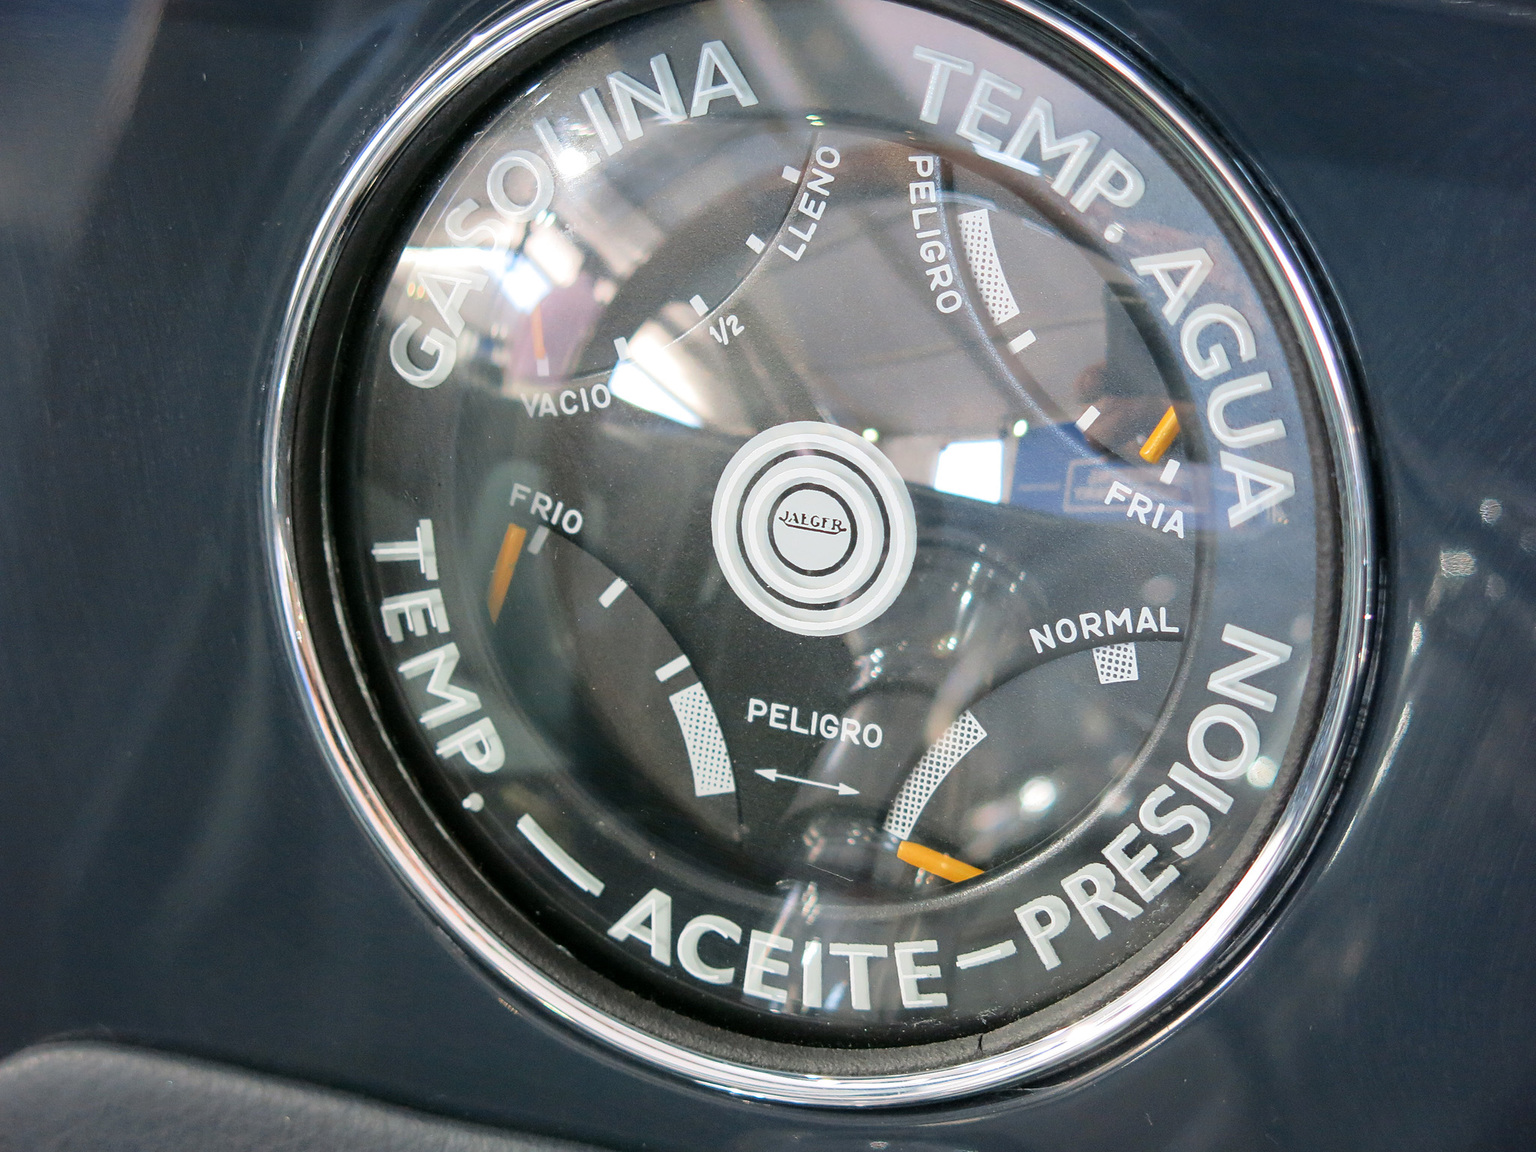 GASOLINA
TEMP. AGUA
LLENO
1/2
VACIO
PELIGRO
FRIA
JAEGER
FRIO
NORMAL
PELIGRO
TEMP. — ACEITE — PRESION